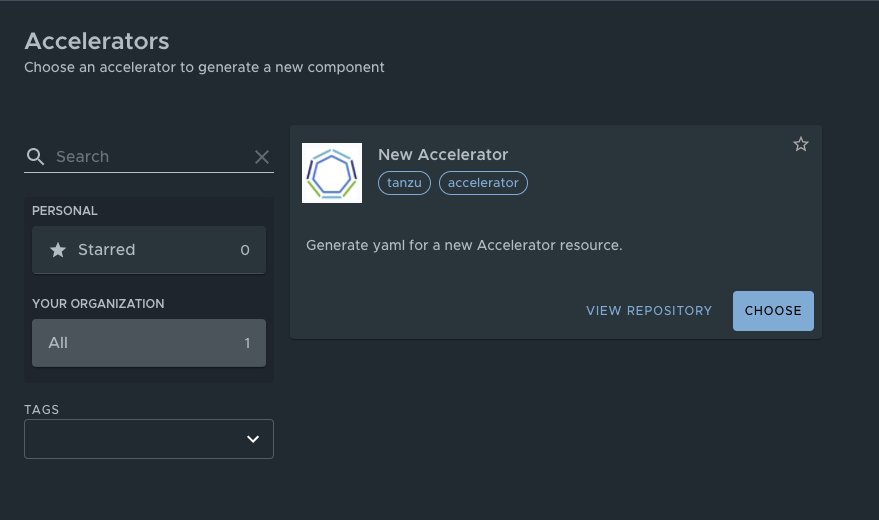 Accelerators
Choose an accelerator to generate a new component
Search
PERSONAL
Starred 0
YOUR ORGANIZATION
All 1
TAGS
New Accelerator
tanzu accelerator
Generate yaml for a new Accelerator resource.
VIEW REPOSITORY CHOOSE